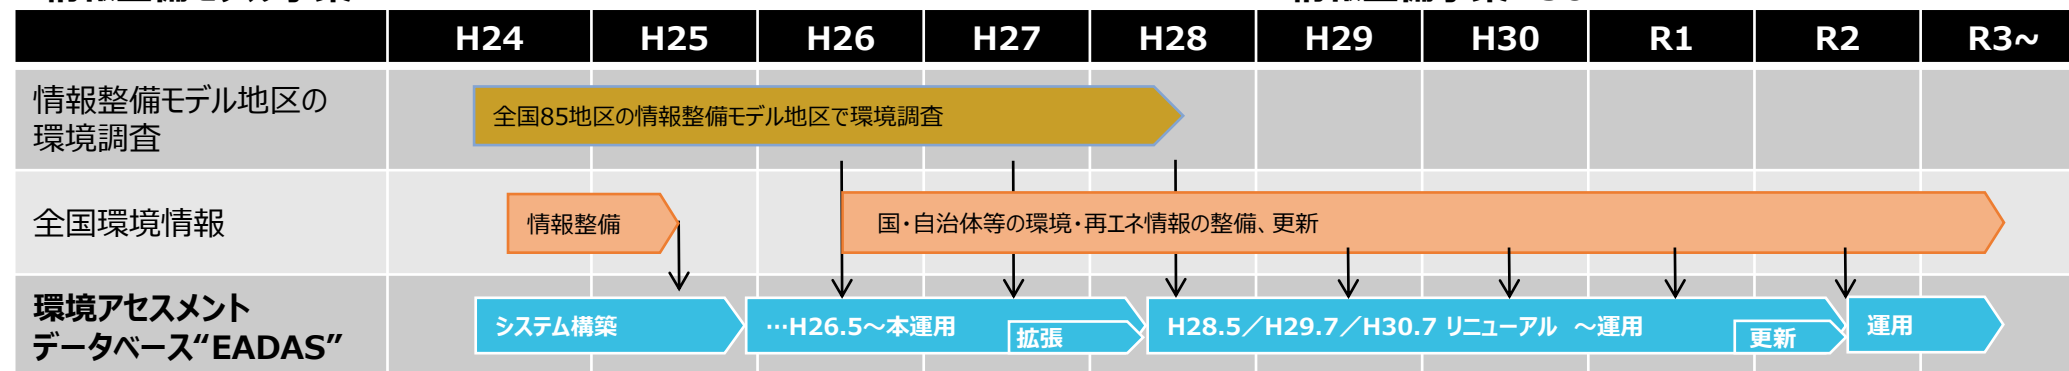 H24 H25 H26 H27 H28 H29 H30 R1 R2 R3~
情報整備モデル地区の
環境調査
全国85地区の情報整備モデル地区で環境調査
全国環境情報
情報整備
国・自治体等の環境・再エネ情報の整備、更新
環境アセスメント
データベース“EADAS”
システム構築
…H26.5～本運用
拡張
H28.5／H29.7／H30.7 リニューアル ～運用
更新
運用